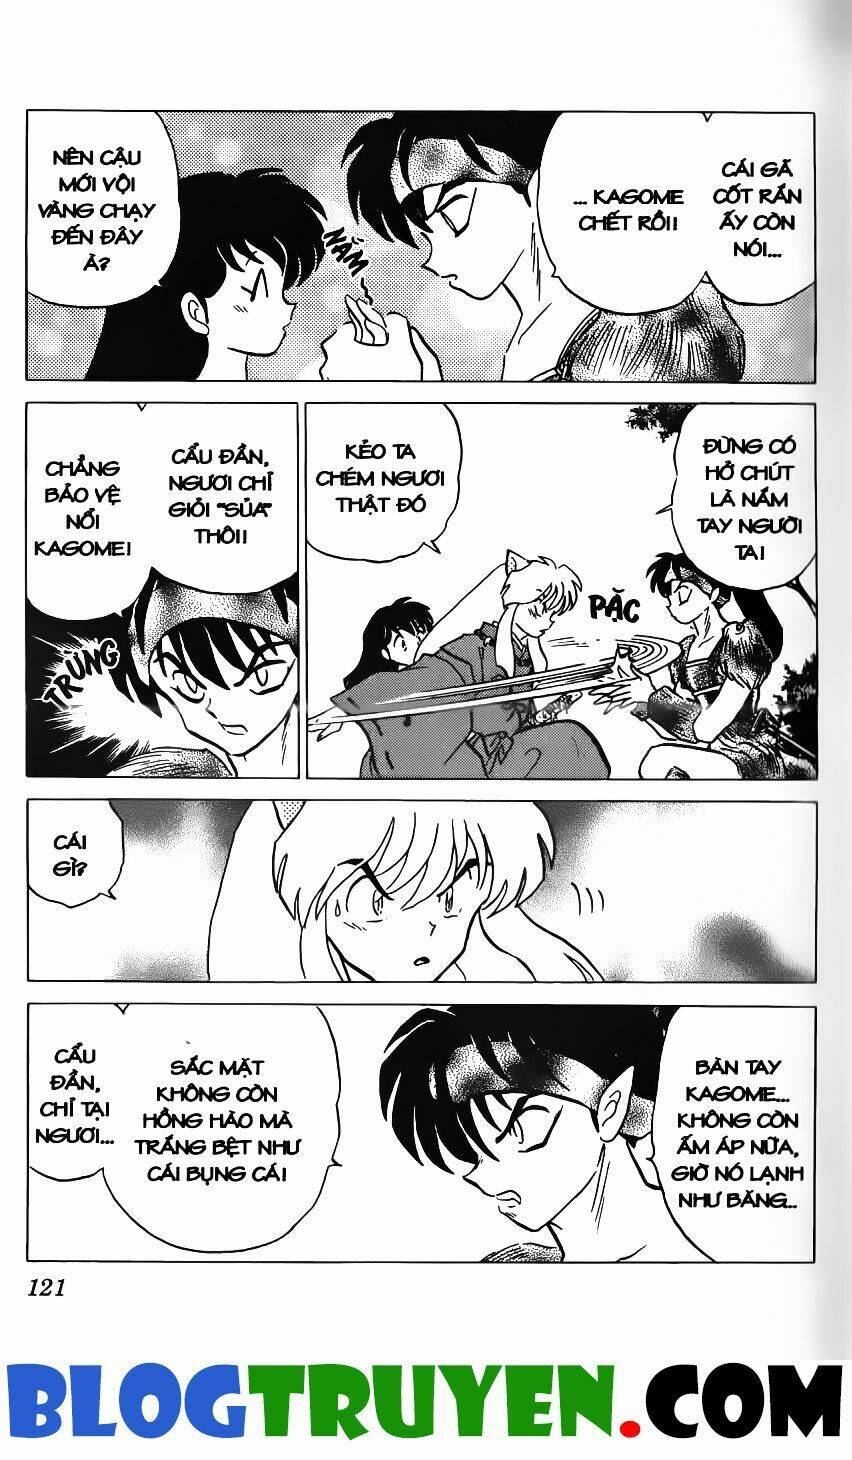 CÁI GÃ
CỐT RẮN
ẤY CÒN
NÓI...
... KAGOME
CHẾT RỒI!
NẮM
NÊN CẬU
MỚI VỘI
VÀNG CHẠY
ĐẾN ĐÂY
À?
ĐỪNG CÓ
HỞ CHÚT
LÀ NẮM
TAY NGƯỜI
TA!
KẺO TA
CHÉM NGƯƠI
THẬT ĐÓ
PẶC
CẨU ĐẦN,
NGƯƠI CHỈ
GIỎI "SỦA"
THÔI!
CHẲNG
BẢO VỆ
NỔI
KAGOME!
TRỪNG
CÁI
GÌ?
BÀN TAY
KAGOME...
KHÔNG CÒN
ẤM ÁP NỮA,
GIỜ NÓ LẠNH
NHƯ BĂNG...
SẮC MẶT
KHÔNG CÒN
HỒNG HÀO MÀ
TRẮNG BỆT NHƯ
CÁI BỤNG CÁ!
CẨU
ĐẦN,
CHỈ TẠI
NGƯƠI...
121
BLOGTRUYEN.COM